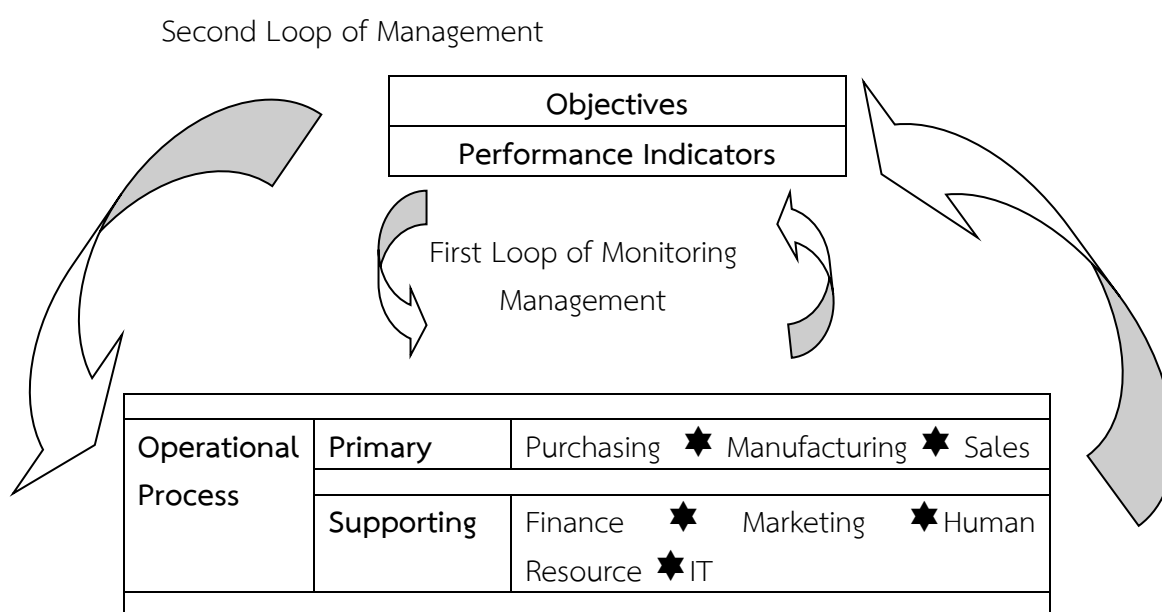 Second Loop of Management
Objectives
Performance Indicators
First Loop of Monitoring
Management
Operational Process
Primary
Purchasing ✶ Manufacturing ✶ Sales
Supporting
Finance ✶ Marketing ✶ Human
Resource ✶ IT